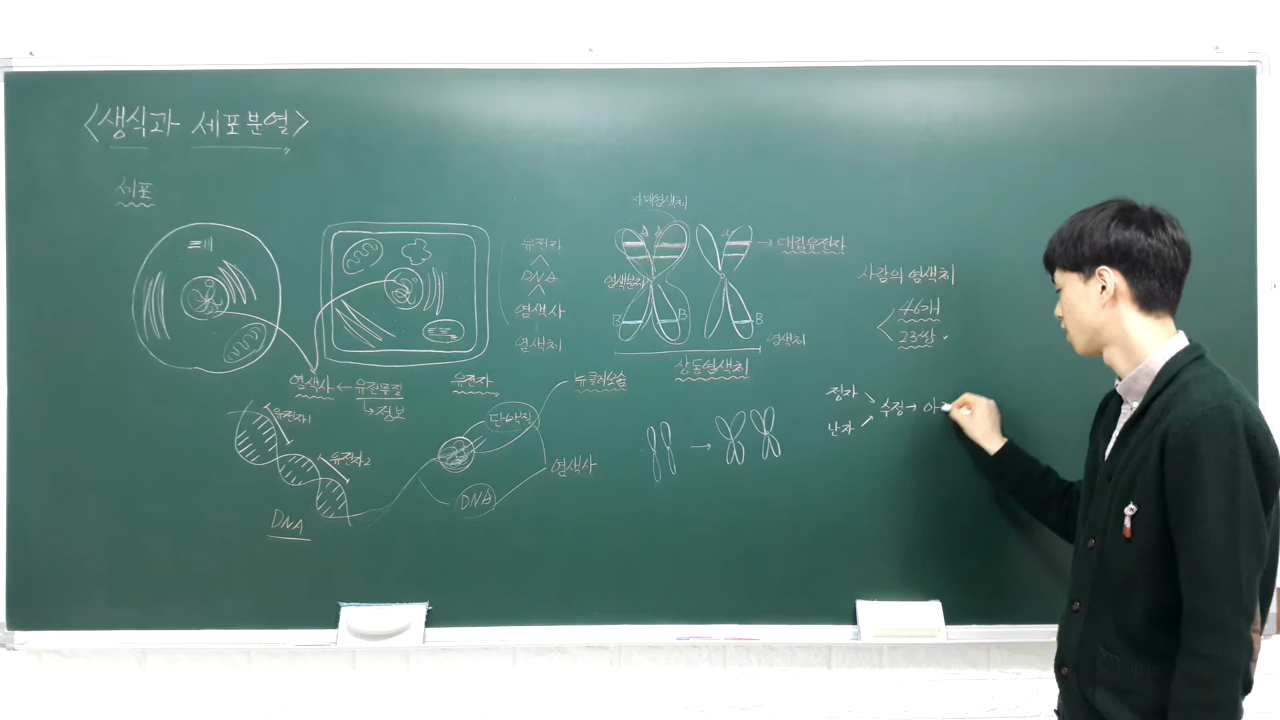 <생식과 세포분열>
세포
염색사 ← 유전물질
↳ 정보
유전자
DNA
염색사
염색체
유전자
유전자1
유전자2
DNA
뉴클레오솜
단백질
염색사
DNA
자매염색체
대립유전자
염색분체
B
B
B
염색체
상동염색체
사람의 염색체
46개
23쌍
정자
난자
수정→ 아